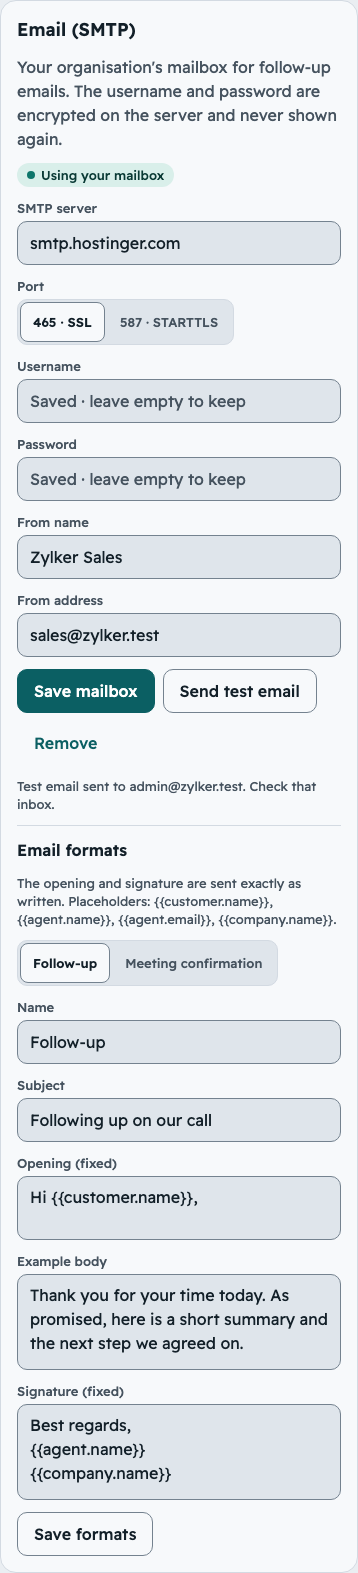 Email (SMTP)
Your organisation's mailbox for follow-up
emails. The username and password are
encrypted on the server and never shown
again.
Using your mailbox
SMTP server
smtp.hostinger.com
Port
465 · SSL
587 · STARTTLS
Username
Saved · leave empty to keep
Password
Saved · leave empty to keep
From name
Zylker Sales
From address
sales@zylker.test
Save mailbox
Send test email
Remove
Test email sent to admin@zylker.test. Check that
inbox.
Email formats
The opening and signature are sent exactly as
written. Placeholders: {{customer.name}},
{{agent.name}}, {{agent.email}}, {{company.name}}.
Follow-up
Meeting confirmation
Name
Follow-up
Subject
Following up on our call
Opening (fixed)
Hi {{customer.name}},
Example body
Thank you for your time today. As
promised, here is a short summary and
the next step we agreed on.
Signature (fixed)
Best regards,
{{agent.name}}
{{company.name}}
Save formats